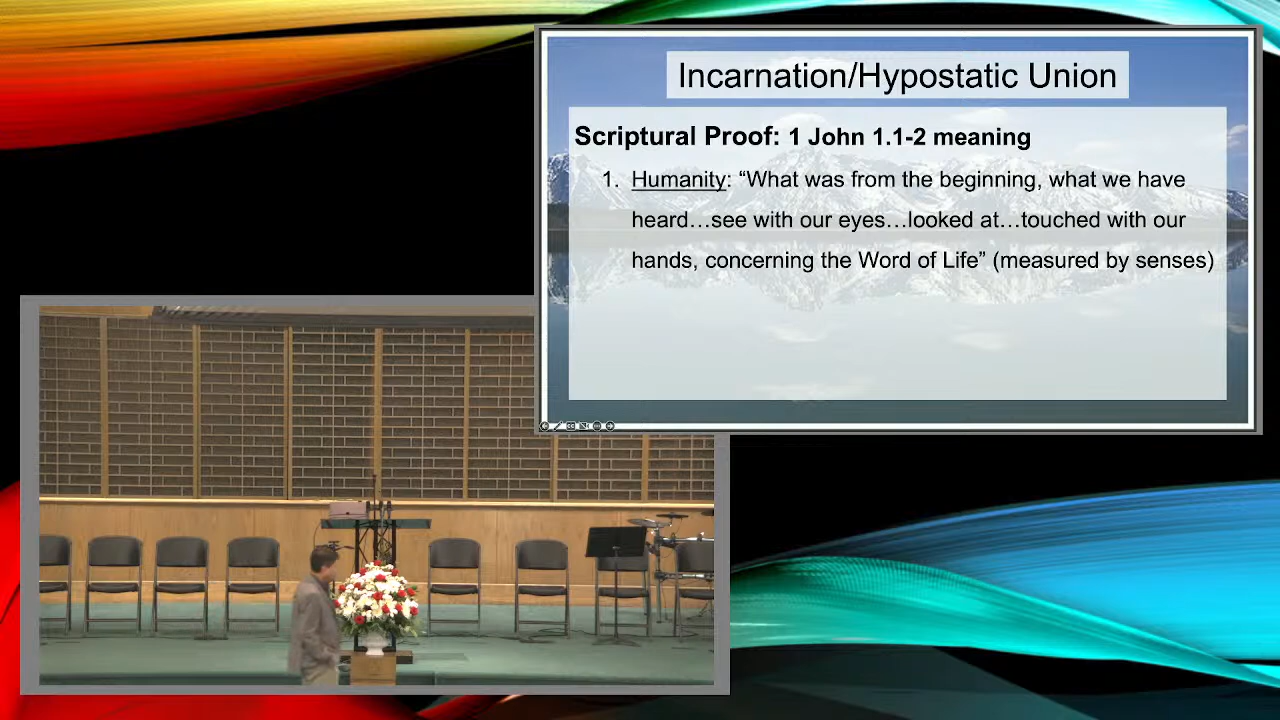 Incarnation/Hypostatic Union
Scriptural Proof: 1 John 1.1-2 meaning
1. Humanity: “What was from the beginning, what we have
heard…see with our eyes…looked at…touched with our
hands, concerning the Word of Life” (measured by senses)